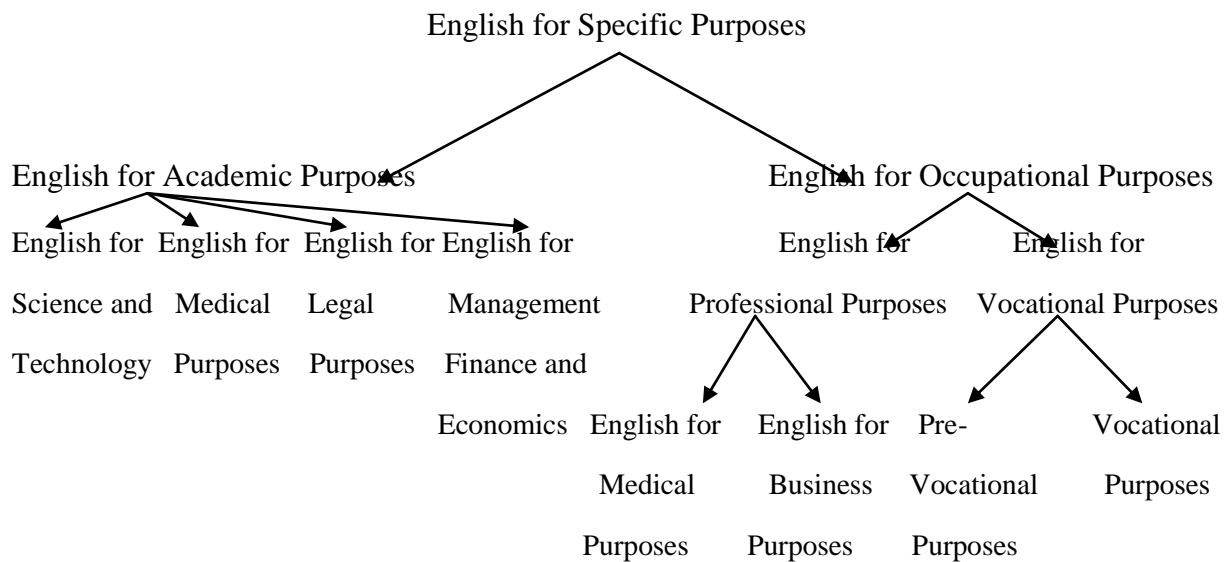 English for Specific Purposes
English for Academic Purposes English for Occupational Purposes
English for English for English for English for English for English for
Science and Medical Legal Management Professional Purposes Vocational Purposes
Technology Purposes Purposes Finance and
Economics English for English for Pre- Vocational
Medical Business Vocational Purposes
Purposes Purposes Purposes